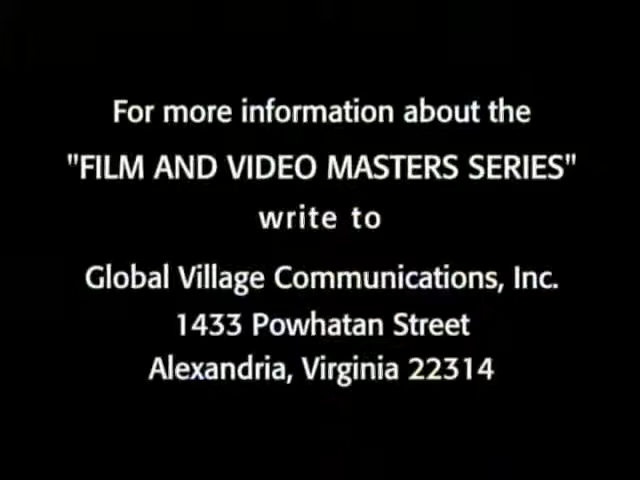 For more information about the
"FILM AND VIDEO MASTERS SERIES"
write to
Global Village Communications, Inc.
1433 Powhatan Street
Alexandria, Virginia 22314